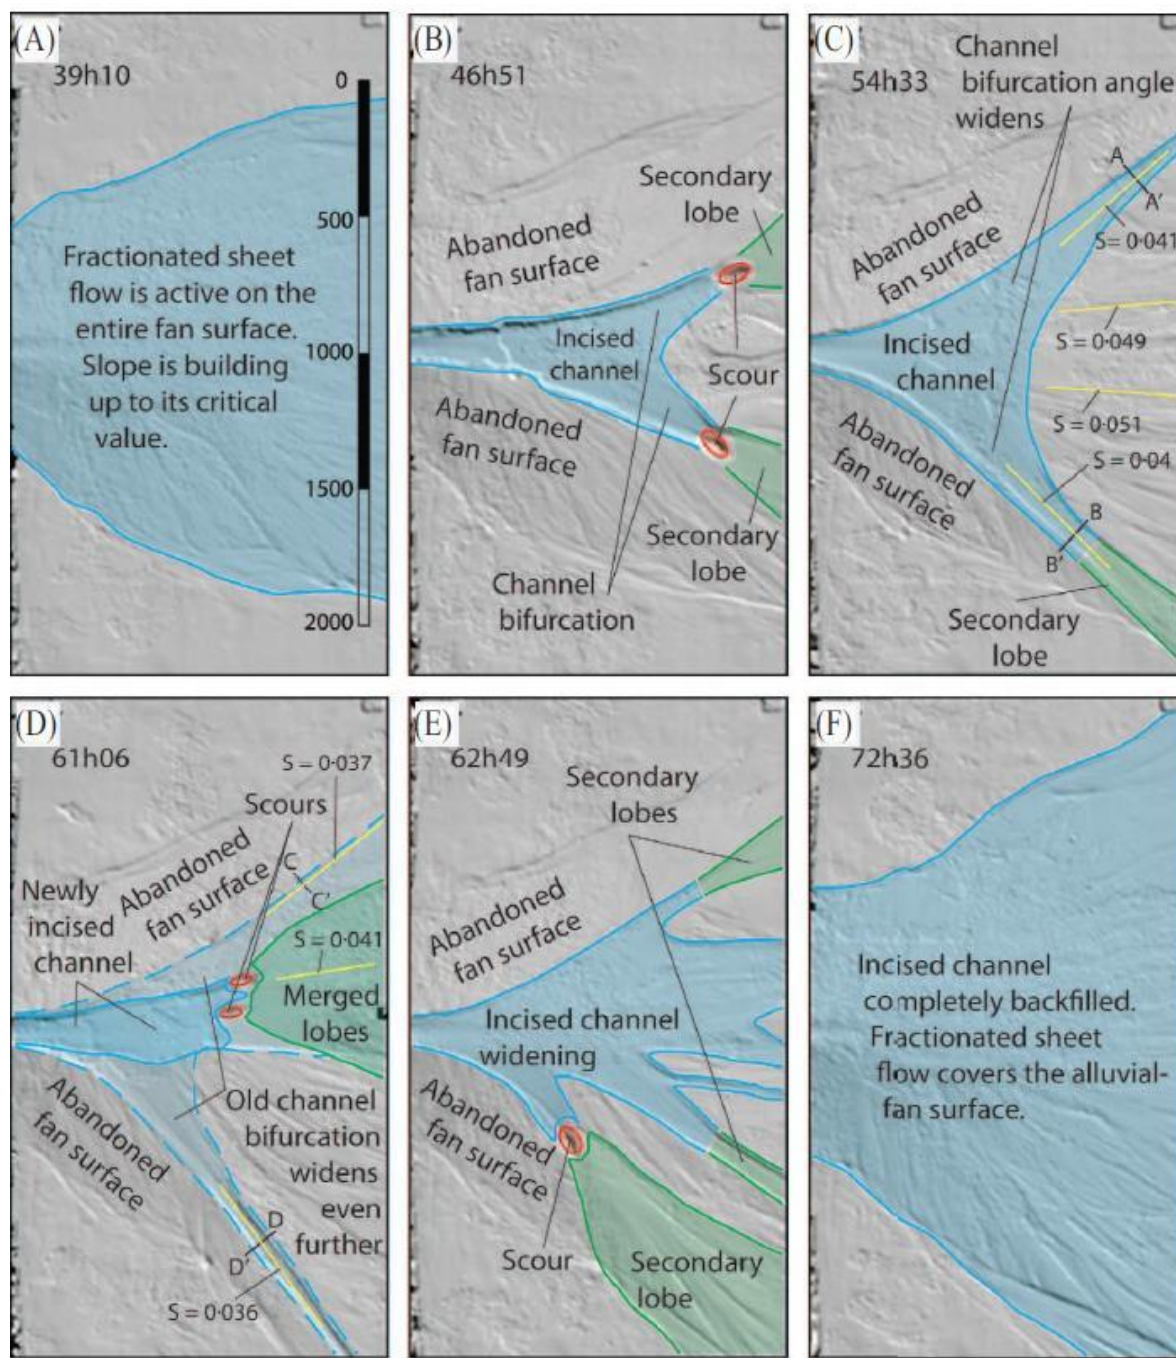 (A)
39h10
0
500
1000
1500
2000
Fractionated sheet
flow is active on the
entire fan surface.
Slope is building
up to its critical
value.
(B)
46h51
Secondary
lobe
Abandoned
fan surface
Incised
channel
Scour
Abandoned
fan surface
Secondary
lobe
Channel
bifurcation
(C)
54h33
Channel
bifurcation angle
widens
A
A'
S = 0·041
Abandoned
fan surface
S = 0·049
Incised
channel
S = 0·051
S = 0·04
Abandoned
fan surface
B
B'
Secondary
lobe
(D)
61h06
S = 0·037
Scours
Abandoned
fan surface
C
C'
Newly
incised
channel
S = 0·041
Merged
lobes
Abandoned
fan surface
Old channel
bifurcation
widens
even
further
D
D'
S = 0·036
(E)
62h49
Secondary
lobes
Abandoned
fan surface
Incised channel
widening
Abandoned
fan surface
Scour
Secondary
lobe
(F)
72h36
Incised channel
completely backfilled.
Fractionated sheet
flow covers the alluvial-
fan surface.